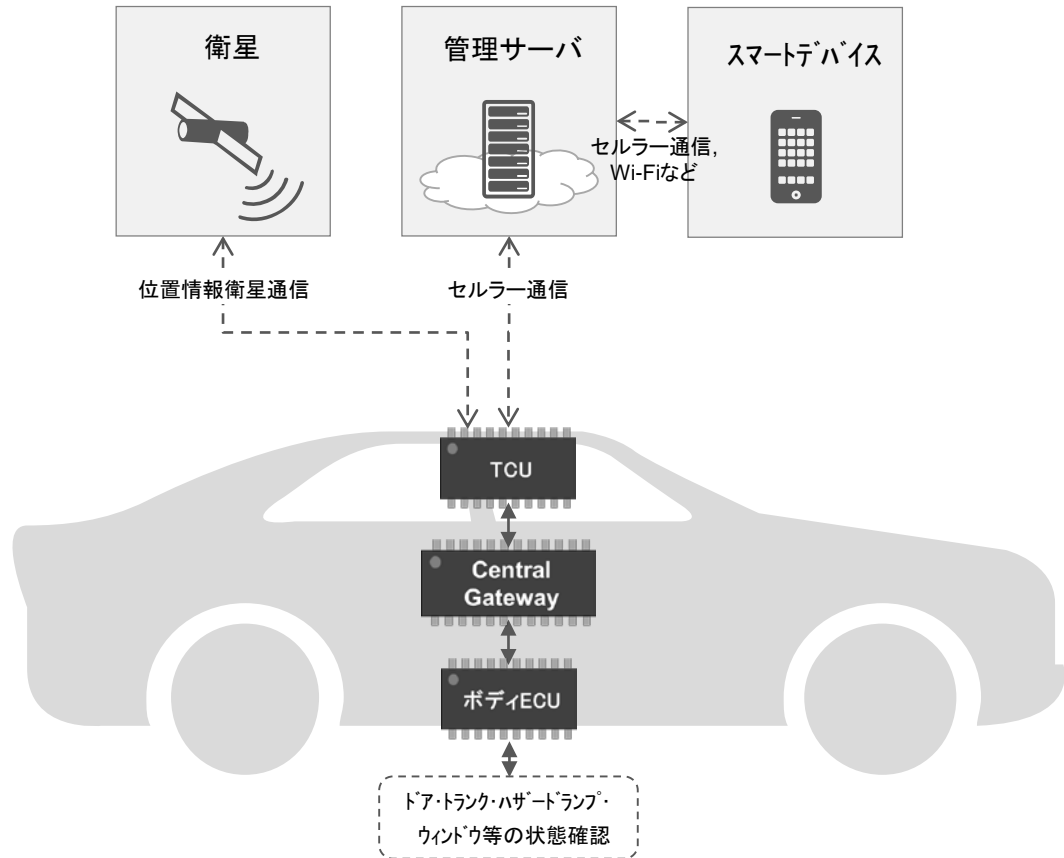 衛星
管理サーバ
スマートデバイス
セルラー通信,
Wi-Fiなど
位置情報衛星通信
セルラー通信
TCU
Central
Gateway
ボディECU
ドア・トランク・ハザードランプ・
ウィンドウ等の状態確認